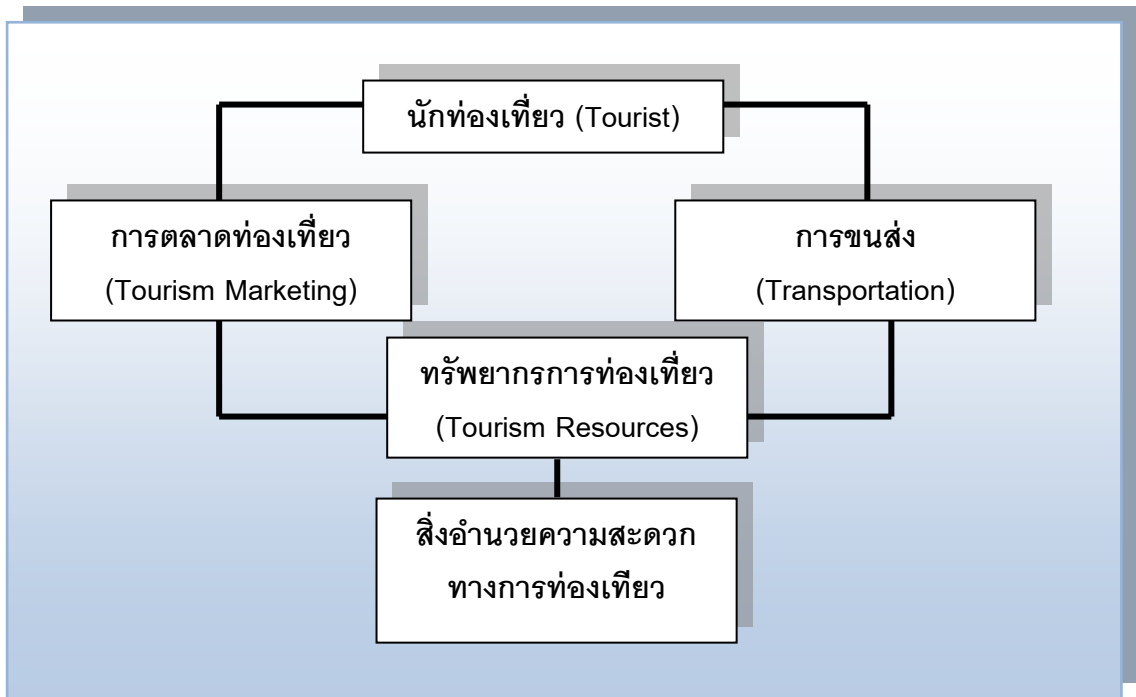 นักท่องเที่ยว (Tourist)
การตลาดท่องเที่ยว
(Tourism Marketing)
การขนส่ง
(Transportation)
ทรัพยากรการท่องเที่ยว
(Tourism Resources)
สิ่งอำนวยความสะดวก
ทางการท่องเทียว